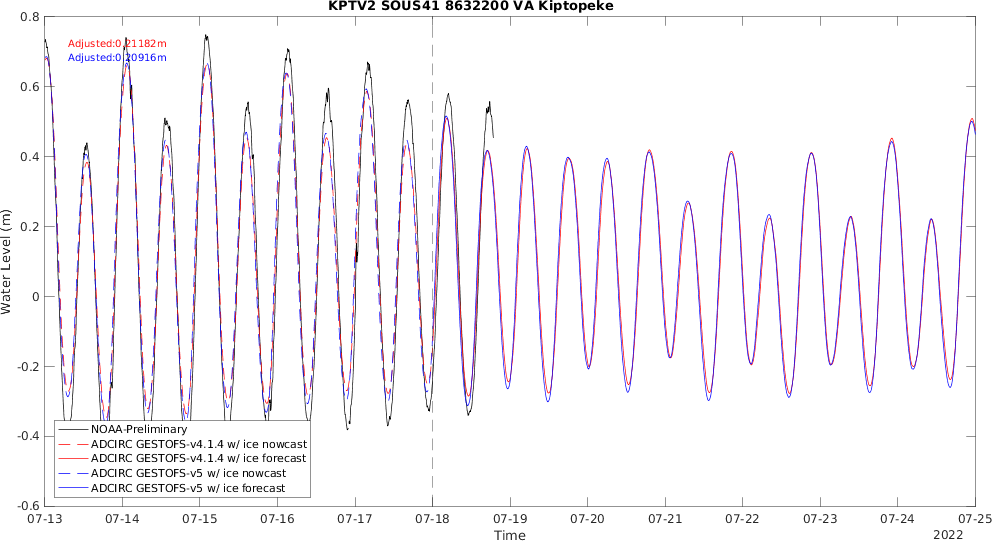 KPTV2 SOUS41 8632200 VA Kiptopeke
0.8
0.6
0.4
0.2
0
-0.2
-0.4
-0.6
Water Level (m)
Adjusted:0.21182m
Adjusted:0.20916m
NOAA-Preliminary
ADCIRC GESTOFS-v4.1.4 w/ ice nowcast
ADCIRC GESTOFS-v4.1.4 w/ ice forecast
ADCIRC GESTOFS-v5 w/ ice nowcast
ADCIRC GESTOFS-v5 w/ ice forecast
07-13 07-14 07-15 07-16 07-17 07-18 07-19 07-20 07-21 07-22 07-23 07-24 07-25
Time
2022